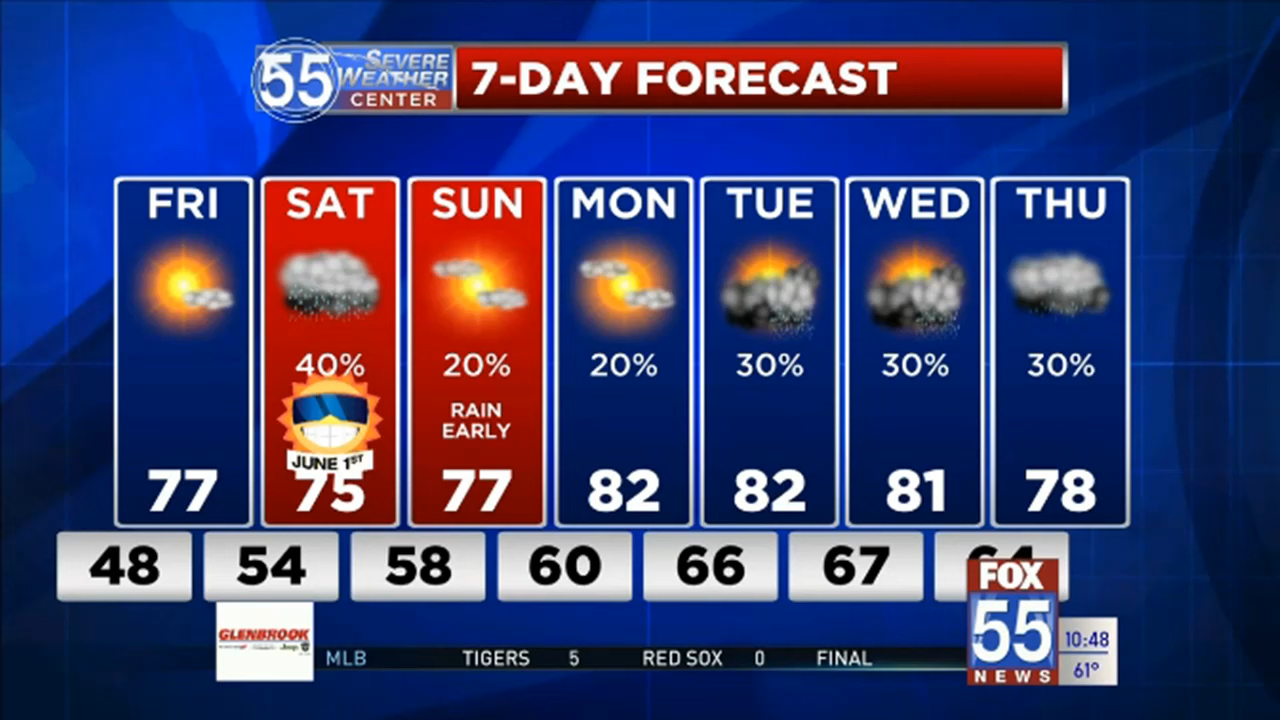 55 SEVERE WEATHER CENTER
7-DAY FORECAST
FRI SAT SUN MON TUE WED THU
40% 20% 20% 30% 30% 30%
RAIN
EARLY
JUNE 1ST
77 75 77 82 82 81 78
48 54 58 60 66 67 64
GLENBROOK
Jeep
MLB TIGERS 5 RED SOX 0 FINAL
FOX
55
NEWS
10:48
61°